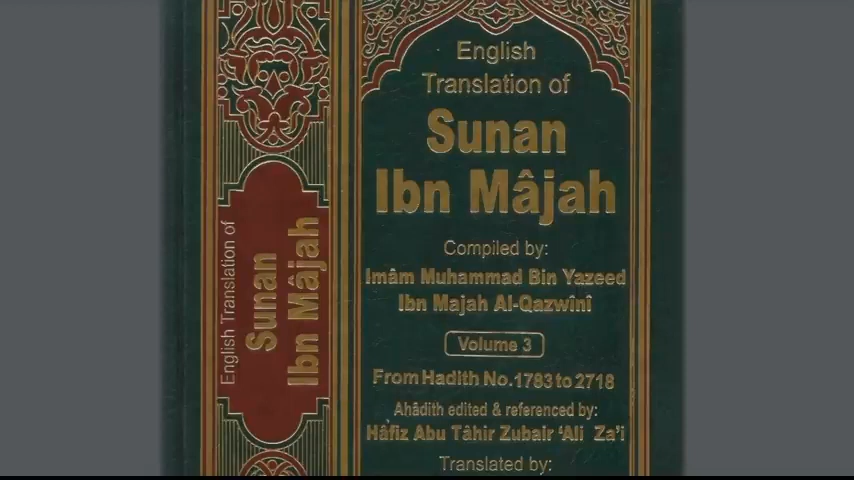 English Translation of
Sunan
Ibn Mâjah
English
Translation of
Sunan
Ibn Mâjah
Compiled by:
Imâm Muhammad Bin Yazeed
Ibn Majah Al-Qazwînî
Volume 3
From Hadith No.1783 to 2718
Ahâdith edited & referenced by:
Hâfiz Abu Tâhir Zubair 'Ali Za'i
Translated by: